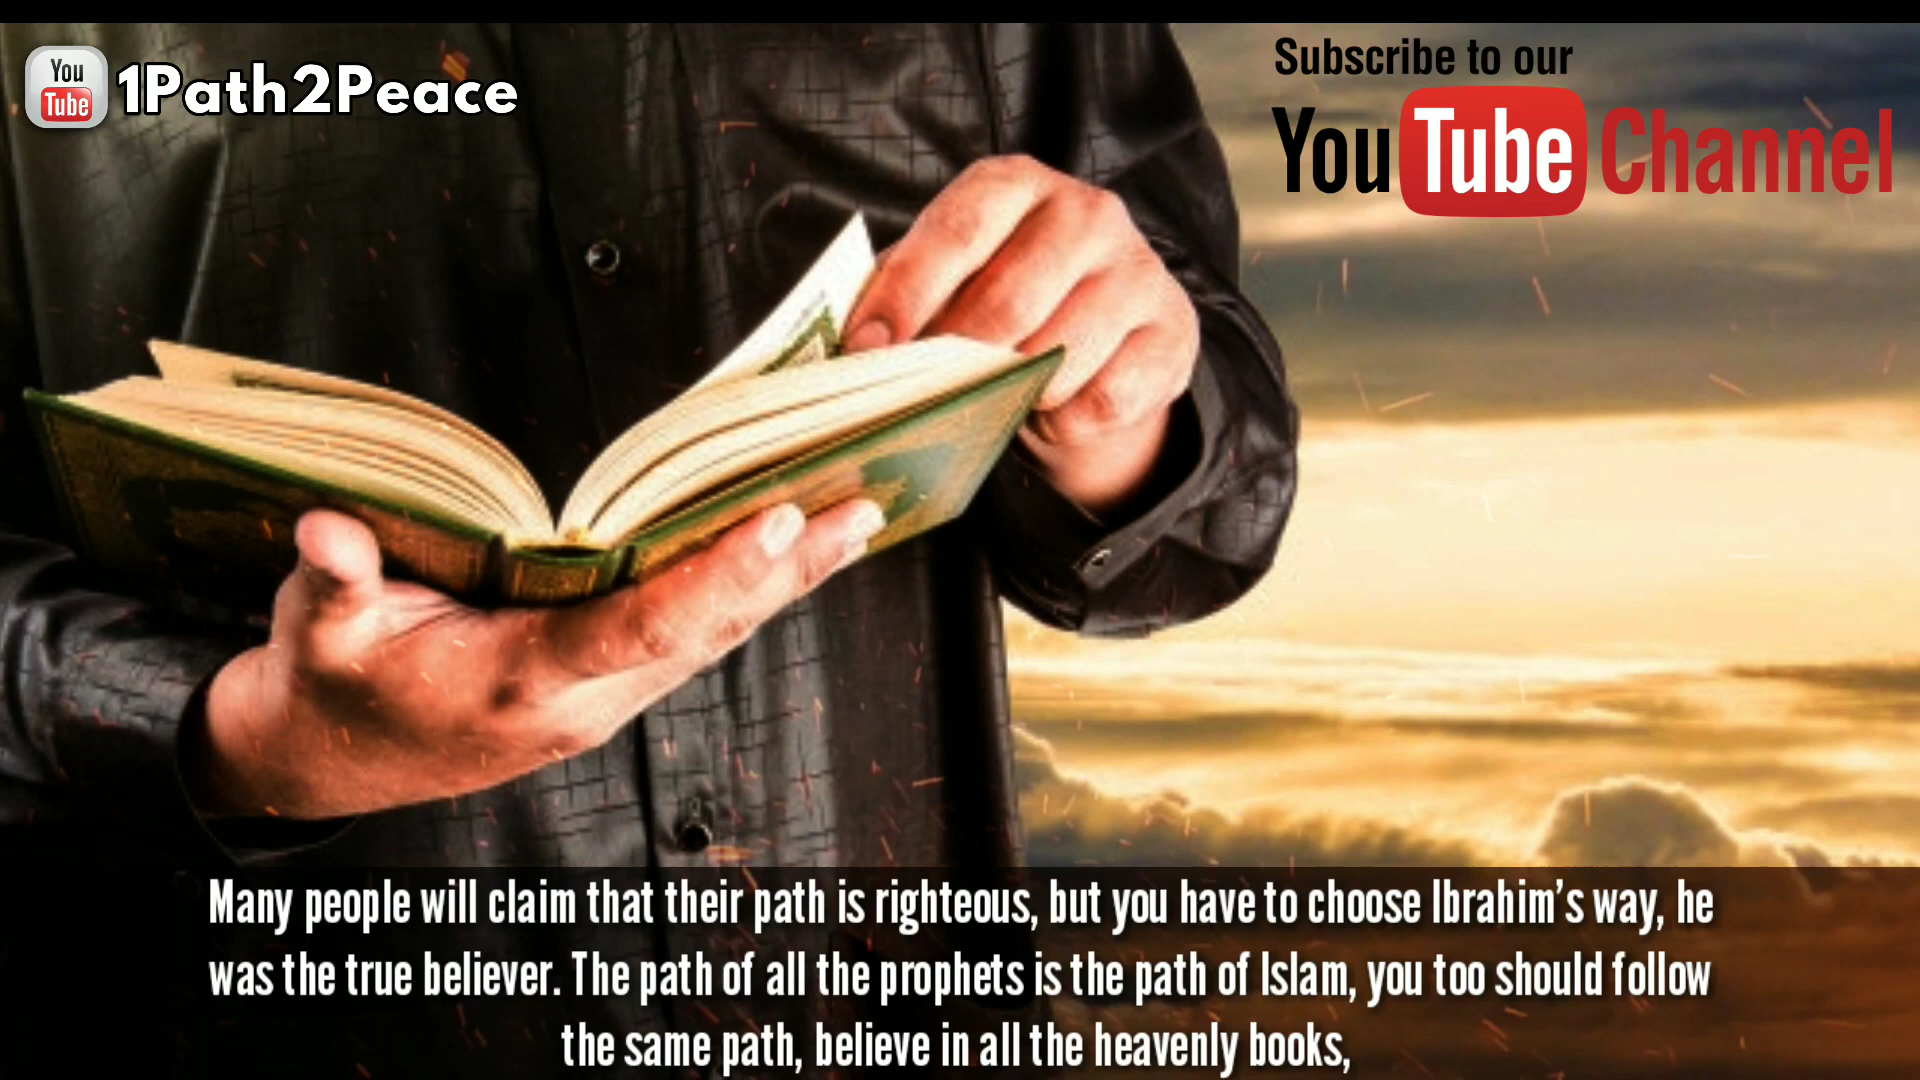 You
Tube
1Path2Peace
Subscribe to our
YouTube Channel
Many people will claim that their path is righteous, but you have to choose Ibrahim’s way, he
was the true believer. The path of all the prophets is the path of Islam, you too should follow
the same path, believe in all the heavenly books,